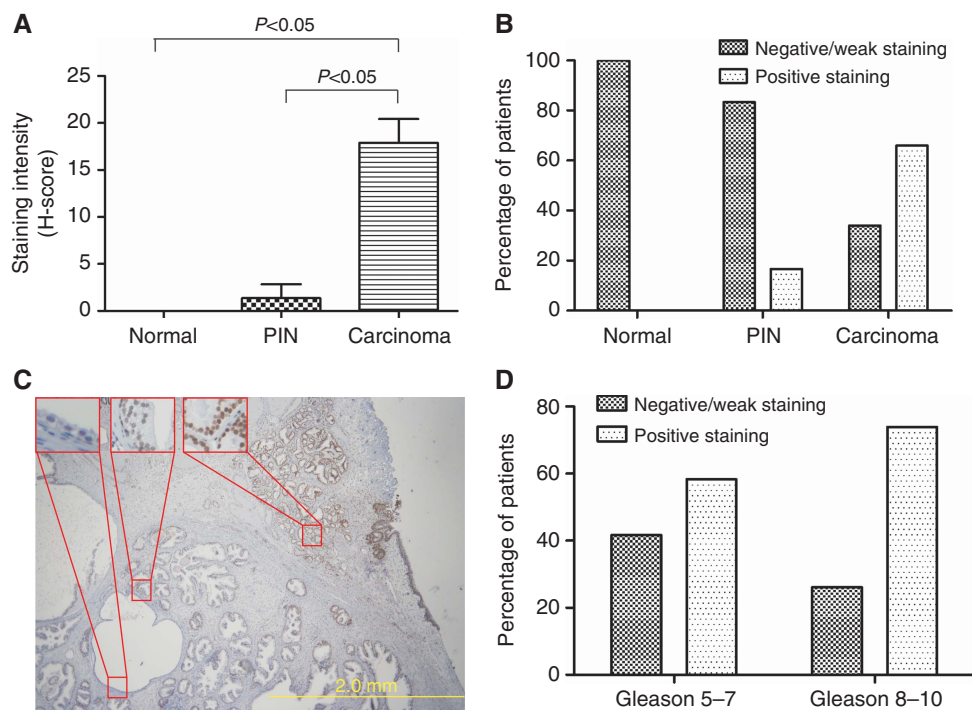 A
P<0.05
P<0.05
25
20
15
10
5
0
Staining intensity
(H-score)
Normal PIN Carcinoma
B
Negative/weak staining
Positive staining
100
80
60
40
20
0
Percentage of patients
Normal PIN Carcinoma
C
2.0 mm
D
Negative/weak staining
Positive staining
80
60
40
20
0
Percentage of patients
Gleason 5–7 Gleason 8–10